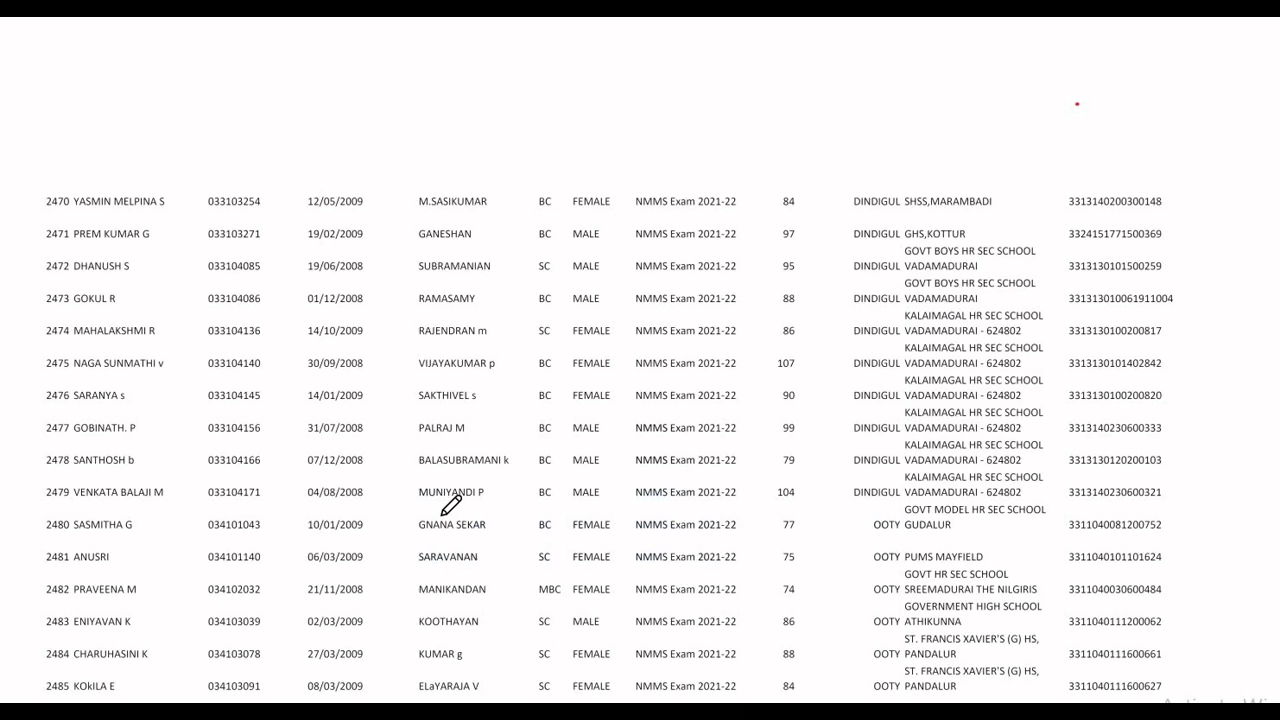 2470 YASMIN MELPINA S 033103254 12/05/2009 M.SASIKUMAR BC FEMALE NMMS Exam 2021-22 84 DINDIGUL SHSS,MARAMBADI 3313140200300148
2471 PREM KUMAR G 033103271 19/02/2009 GANESHAN BC MALE NMMS Exam 2021-22 97 DINDIGUL GHS,KOTTUR 3324151771500369
GOVT BOYS HR SEC SCHOOL
2472 DHANUSH S 033104085 19/06/2008 SUBRAMANIAN SC MALE NMMS Exam 2021-22 95 DINDIGUL VADAMADURAI 3313130101500259
GOVT BOYS HR SEC SCHOOL
2473 GOKUL R 033104086 01/12/2008 RAMASAMY BC MALE NMMS Exam 2021-22 88 DINDIGUL VADAMADURAI 331313010061911004
KALAIMAGAL HR SEC SCHOOL
2474 MAHALAKSHMI R 033104136 14/10/2009 RAJENDRAN m SC FEMALE NMMS Exam 2021-22 86 DINDIGUL VADAMADURAI - 624802 3313130100200817
KALAIMAGAL HR SEC SCHOOL
2475 NAGA SUNMATHI v 033104140 30/09/2008 VIJAYAKUMAR p BC FEMALE NMMS Exam 2021-22 107 DINDIGUL VADAMADURAI - 624802 3313130101402842
KALAIMAGAL HR SEC SCHOOL
2476 SARANYA s 033104145 14/01/2009 SAKTHIVEL s BC FEMALE NMMS Exam 2021-22 90 DINDIGUL VADAMADURAI - 624802 3313130100200820
KALAIMAGAL HR SEC SCHOOL
2477 GOBINATH. P 033104156 31/07/2008 PALRAJ M BC MALE NMMS Exam 2021-22 99 DINDIGUL VADAMADURAI - 624802 3313140230600333
KALAIMAGAL HR SEC SCHOOL
2478 SANTHOSH b 033104166 07/12/2008 BALASUBRAMANI k BC MALE NMMS Exam 2021-22 79 DINDIGUL VADAMADURAI - 624802 3313130120200103
KALAIMAGAL HR SEC SCHOOL
2479 VENKATA BALAJI M 033104171 04/08/2008 MUNIYANDI P BC MALE NMMS Exam 2021-22 104 DINDIGUL VADAMADURAI - 624802 3313140230600321
GOVT MODEL HR SEC SCHOOL
2480 SASMITHA G 034101043 10/01/2009 GNANA SEKAR BC FEMALE NMMS Exam 2021-22 77 OOTY GUDALUR 3311040081200752
2481 ANUSRI 034101140 06/03/2009 SARAVANAN SC FEMALE NMMS Exam 2021-22 75 OOTY PUMS MAYFIELD 3311040101101624
GOVT HR SEC SCHOOL
2482 PRAVEENA M 034102032 21/11/2008 MANIKANDAN MBC FEMALE NMMS Exam 2021-22 74 OOTY SREEMADURAI THE NILGIRIS 3311040030600484
GOVERNMENT HIGH SCHOOL
2483 ENIYAVAN K 034103039 02/03/2009 KOOTHAYAN SC MALE NMMS Exam 2021-22 86 OOTY ATHIKUNNA 3311040111200062
ST. FRANCIS XAVIER'S (G) HS,
2484 CHARUHASINI K 034103078 27/03/2009 KUMAR g SC FEMALE NMMS Exam 2021-22 88 OOTY PANDALUR 3311040111600661
ST. FRANCIS XAVIER'S (G) HS,
2485 KOkILA E 034103091 08/03/2009 ELaYARAJA V SC FEMALE NMMS Exam 2021-22 84 OOTY PANDALUR 3311040111600627